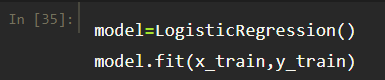 In [35]:
model=LogisticRegression()
model.fit(x_train,y_train)